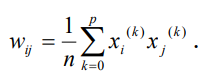 w_{ij} = \frac{1}{n} \sum_{k=0}^{p} x_i^{(k)} x_j^{(k)} .